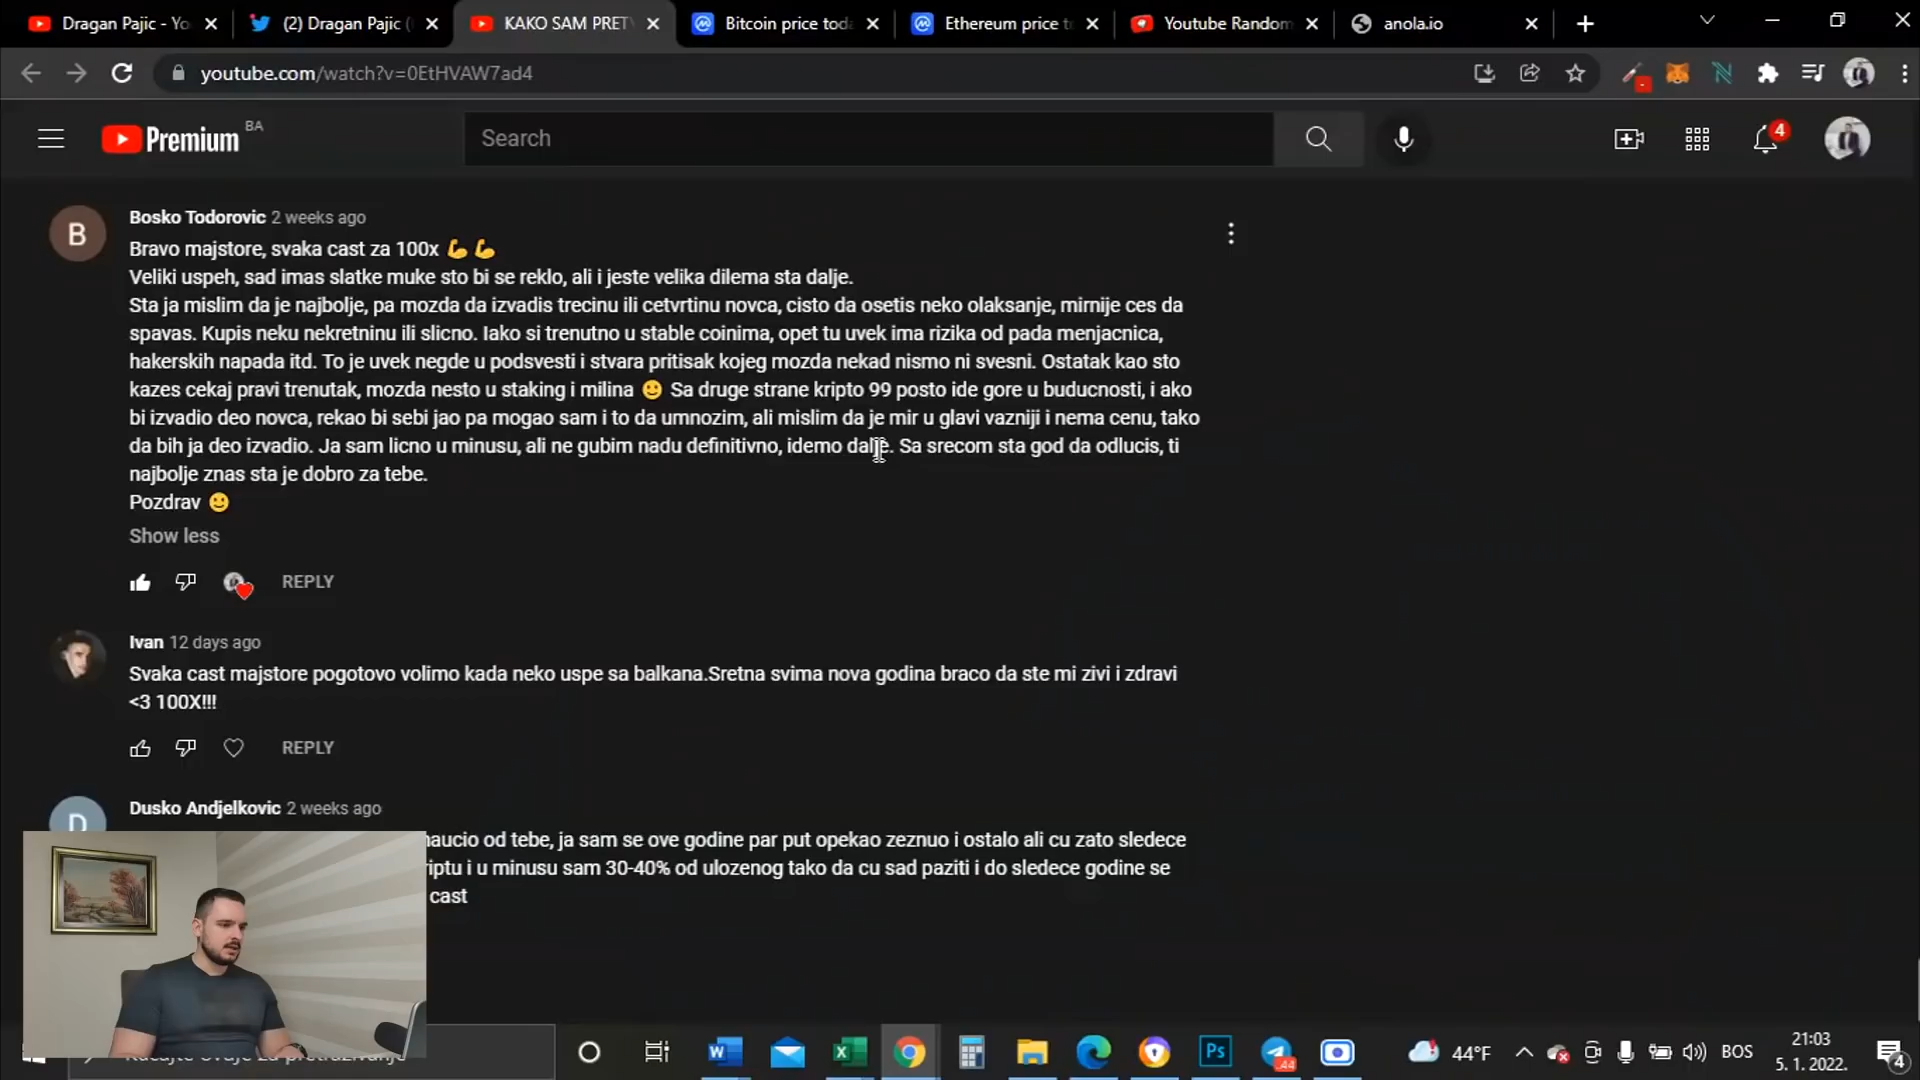 Dragan Pajic - Yo
(2) Dragan Pajic (
KAKO SAM PRETV
Bitcoin price toda
Ethereum price t
Youtube Random
anola.io
youtube.com/watch?v=0EtHVAW7ad4
Premium BA
Search
4
B
Bosko Todorovic 2 weeks ago
Bravo majstore, svaka cast za 100x 💪 💪
Veliki uspeh, sad imas slatke muke sto bi se reklo, ali i jeste velika dilema sta dalje.
Sta ja mislim da je najbolje, pa mozda da izvadis trecinu ili cetvrtinu novca, cisto da osetis neko olaksanje, mirnije ces da
spavas. Kupis neku nekretninu ili slicno. Iako si trenutno u stable coinima, opet tu uvek ima rizika od pada menjacnica,
hakerskih napada itd. To je uvek negde u podsvesti i stvara pritisak kojeg mozda nekad nismo ni svesni. Ostatak kao sto
kazes cekaj pravi trenutak, mozda nesto u staking i milina 🙂 Sa druge strane kripto 99 posto ide gore u buducnosti, i ako
bi izvadio deo novca, rekao bi sebi jao pa mogao sam i to da umnozim, ali mislim da je mir u glavi vazniji i nema cenu, tako
da bih ja deo izvadio. Ja sam licno u minusu, ali ne gubim nadu definitivno, idemo dalje. Sa srecom sta god da odlucis, ti
najbolje znas sta je dobro za tebe.
Pozdrav 🙂
Show less
REPLY
Ivan 12 days ago
Svaka cast majstore pogotovo volimo kada neko uspe sa balkana.Sretna svima nova godina braco da ste mi zivi i zdravi
<3 100X!!!
REPLY
D
Dusko Andjelkovic 2 weeks ago
naucio od tebe, ja sam se ove godine par put opekao zeznuo i ostalo ali cu zato sledece
riptu i u minusu sam 30-40% od ulozenog tako da cu sad paziti i do sledece godine se
cast
W
X
Ps
44
44°F
BOS
21:03
5. 1. 2022.
4